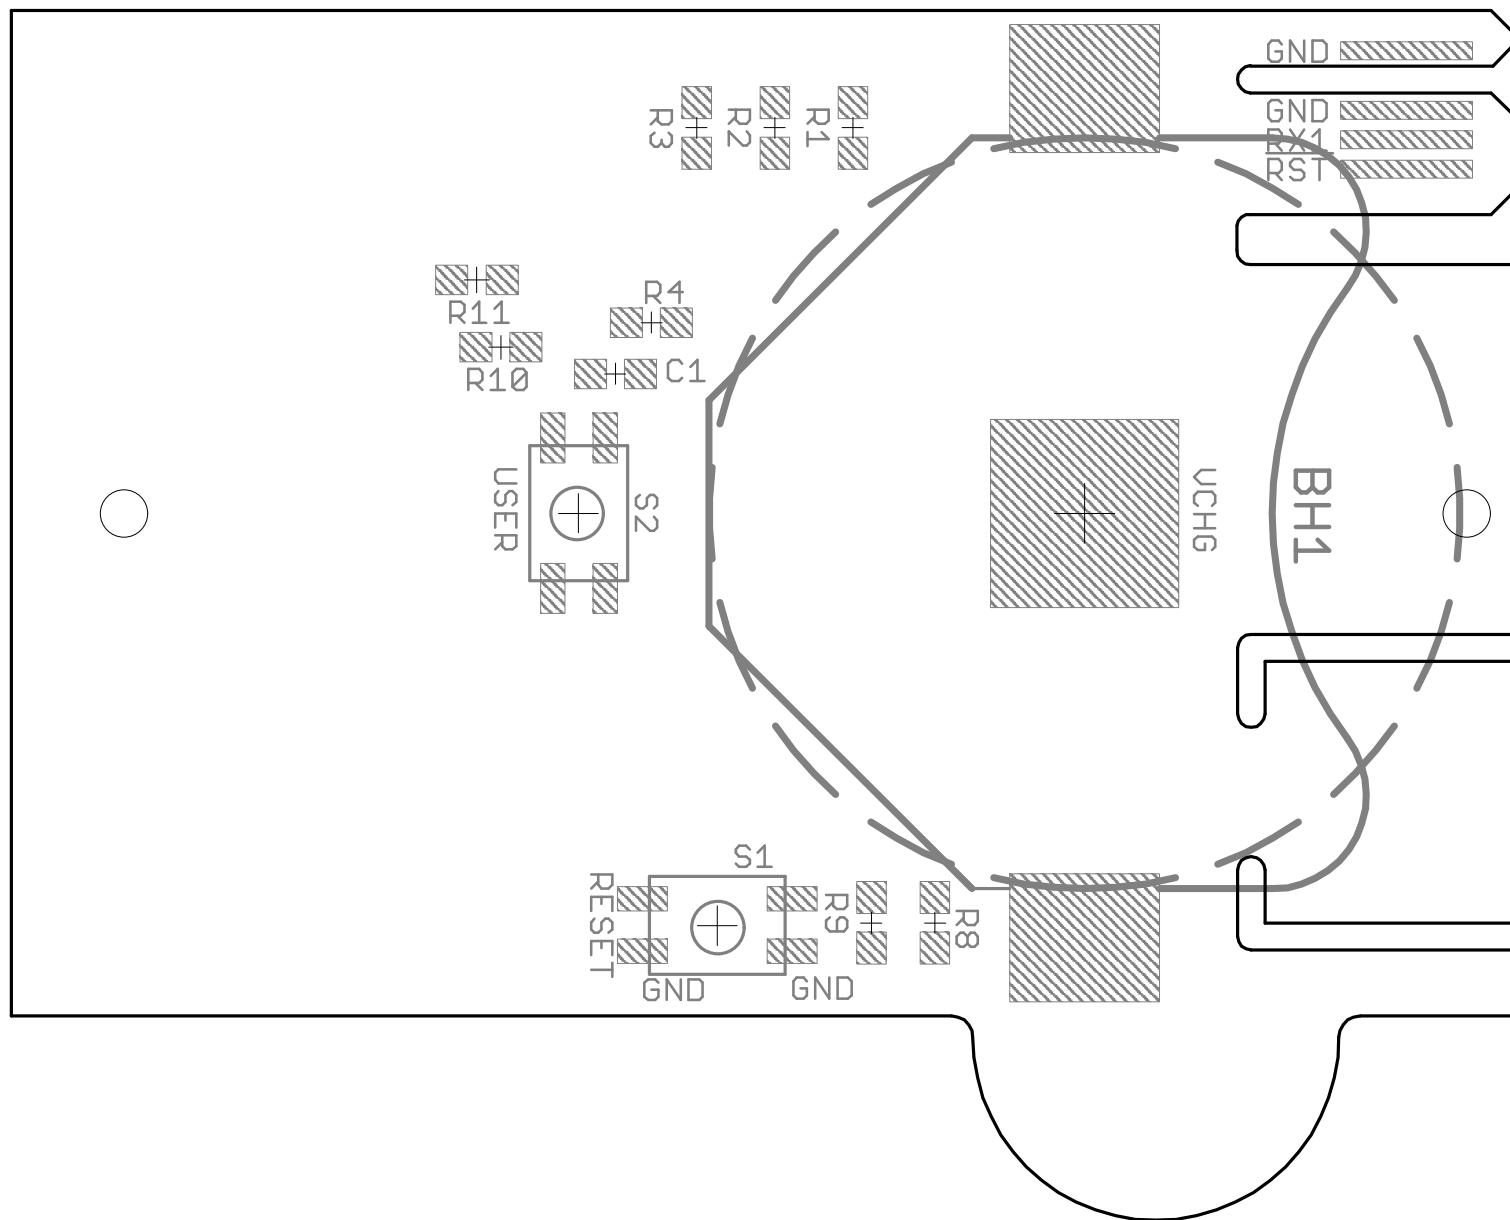 GND
GND
RX1
RST
R3
R2
R1
R11
R4
R10
C1
USER
S2
VCHG
BH1
S1
RESET
R9
R8
GND
GND